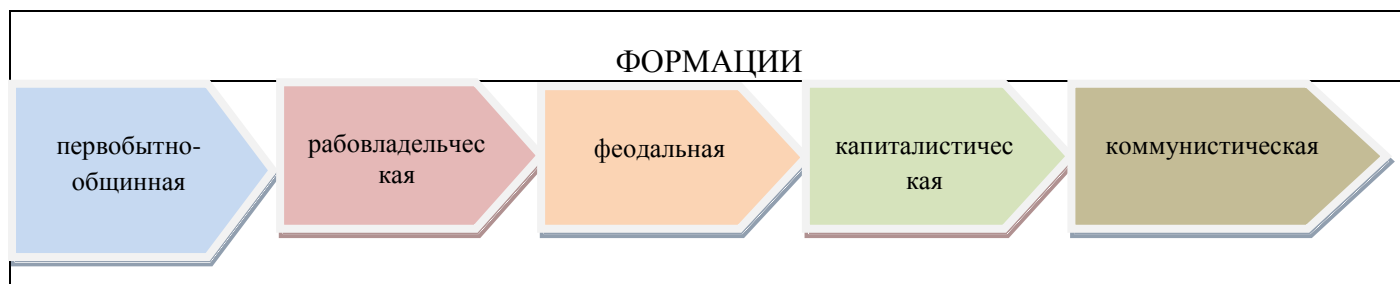 ФОРМАЦИИ
первобытно-
общинная
рабовладельчес
кая
феодальная
капиталистичес
кая
коммунистическая